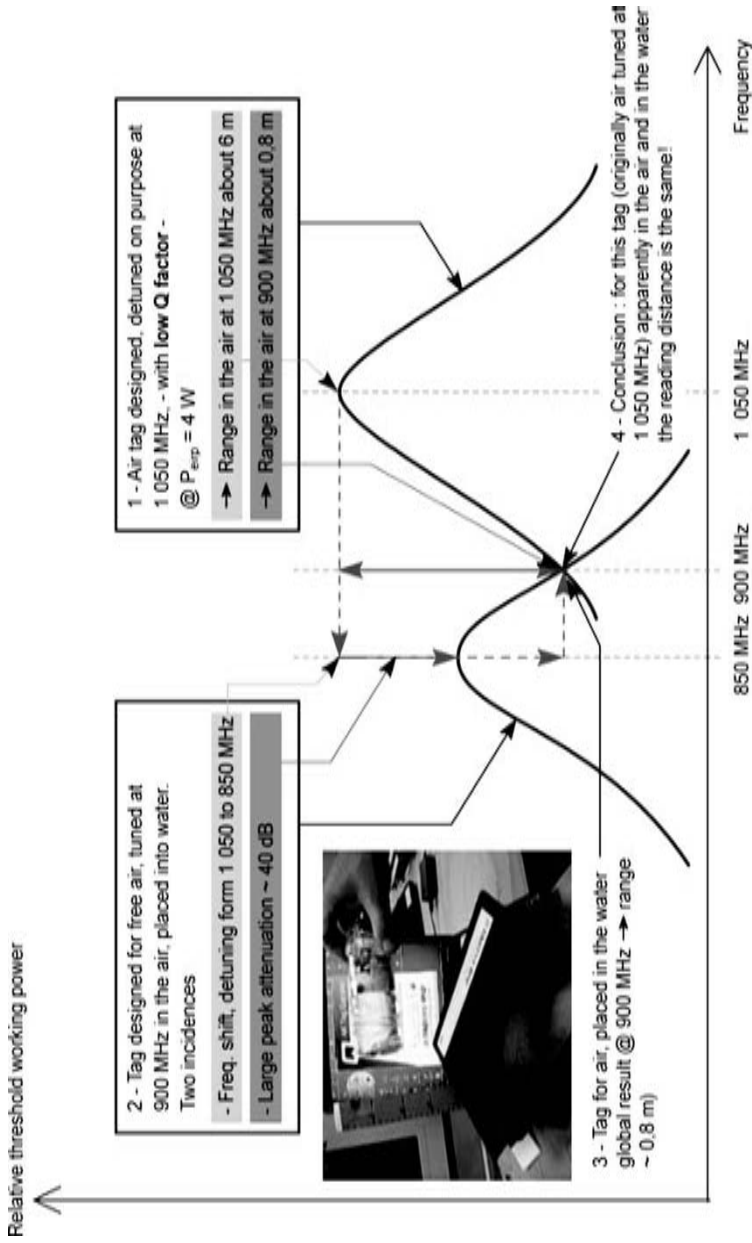 Relative threshold working power
2 - Tag designed for free air, tuned at
900 MHz in the air, placed into water.
Two incidences
- Freq. shift, detuning form 1 050 to 850 MHz
- Large peak attenuation ~ 40 dB
1 - Air tag designed, detuned on purpose at
1 050 MHz, - with low Q factor -
@ Perp = 4 W
→ Range in the air at 1 050 MHz about 6 m
→ Range in the air at 900 MHz about 0,8 m
3 - Tag for air, placed in the water
global result @ 900 MHz → range
~ 0,8 m)
4 - Conclusion : for this tag (originally air tuned at
1 050 MHz) apparently in the air and in the water
the reading distance is the same!
850 MHz 900 MHz 1 050 MHz Frequency